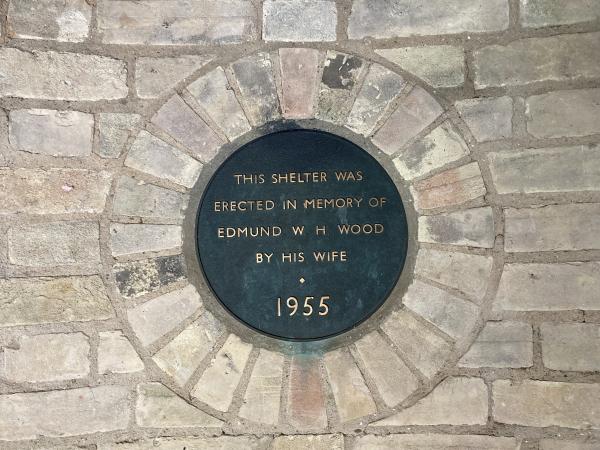 THIS SHELTER WAS
ERECTED IN MEMORY OF
EDMUND W H WOOD
BY HIS WIFE
1955